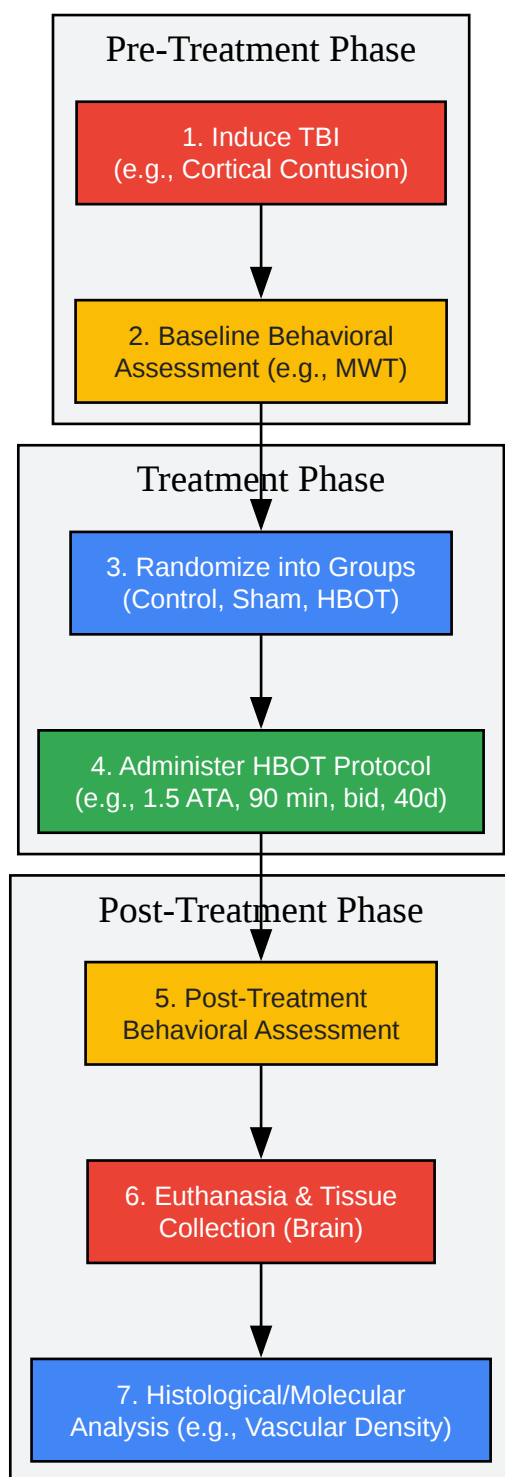 Pre-Treatment Phase
1. Induce TBI
(e.g., Cortical Contusion)
2. Baseline Behavioral
Assessment (e.g., MWT)
Treatment Phase
3. Randomize into Groups
(Control, Sham, HBOT)
4. Administer HBOT Protocol
(e.g., 1.5 ATA, 90 min, bid, 40d)
Post-Treatment Phase
5. Post-Treatment
Behavioral Assessment
6. Euthanasia & Tissue
Collection (Brain)
7. Histological/Molecular
Analysis (e.g., Vascular Density)